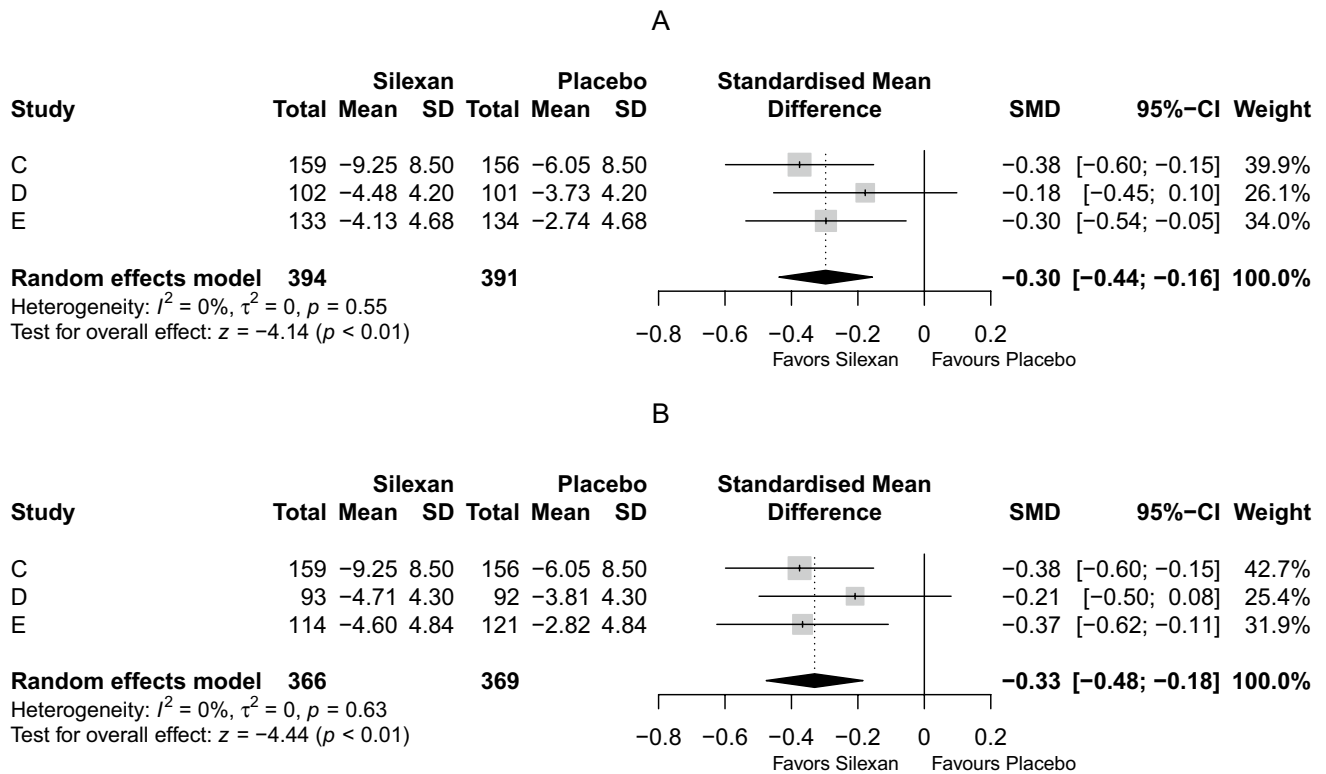 A
Silexan Placebo Standardised Mean
Study Total Mean SD Total Mean SD Difference SMD 95%−CI Weight
C 159 −9.25 8.50 156 −6.05 8.50 −0.38 [−0.60; −0.15] 39.9%
D 102 −4.48 4.20 101 −3.73 4.20 −0.18 [−0.45; 0.10] 26.1%
E 133 −4.13 4.68 134 −2.74 4.68 −0.30 [−0.54; −0.05] 34.0%
Random effects model 394 391 −0.30 [−0.44; −0.16] 100.0%
Heterogeneity: I² = 0%, τ² = 0, p = 0.55
Test for overall effect: z = −4.14 (p < 0.01)
−0.8 −0.6 −0.4 −0.2 0 0.2
Favors Silexan Favours Placebo
B
Silexan Placebo Standardised Mean
Study Total Mean SD Total Mean SD Difference SMD 95%−CI Weight
C 159 −9.25 8.50 156 −6.05 8.50 −0.38 [−0.60; −0.15] 42.7%
D 93 −4.71 4.30 92 −3.81 4.30 −0.21 [−0.50; 0.08] 25.4%
E 114 −4.60 4.84 121 −2.82 4.84 −0.37 [−0.62; −0.11] 31.9%
Random effects model 366 369 −0.33 [−0.48; −0.18] 100.0%
Heterogeneity: I² = 0%, τ² = 0, p = 0.63
Test for overall effect: z = −4.44 (p < 0.01)
−0.8 −0.6 −0.4 −0.2 0 0.2
Favors Silexan Favours Placebo